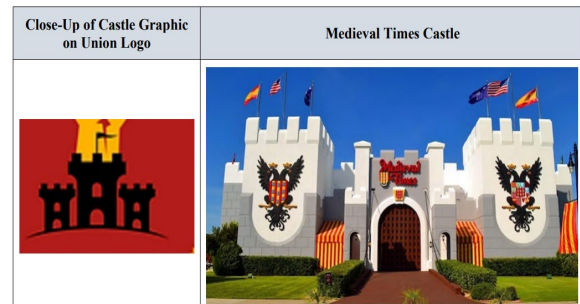 Close-Up of Castle Graphic
on Union Logo
Medieval Times Castle
Medieval
Times